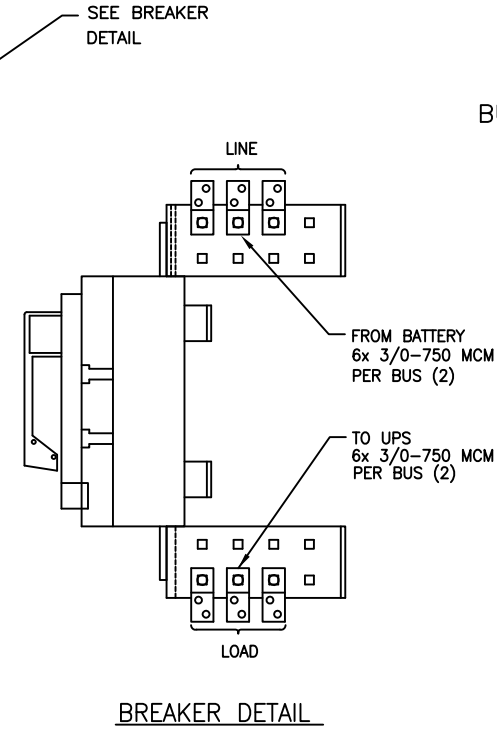 SEE BREAKER
DETAIL
BU
LINE
FROM BATTERY
6x 3/0-750 MCM
PER BUS (2)
TO UPS
6x 3/0-750 MCM
PER BUS (2)
LOAD
BREAKER DETAIL